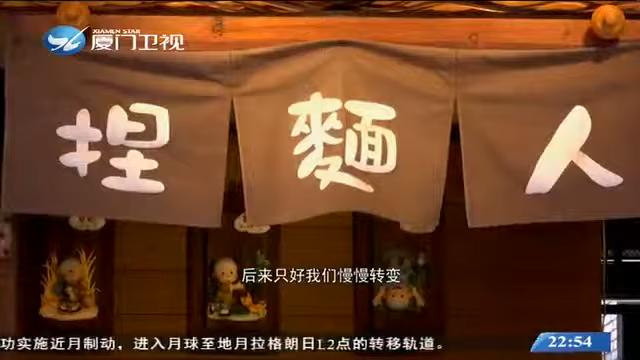 XIAMEN STAR
厦门卫视
捏麵人
后来只好我们慢慢转变
功实施近月制动，进入月球至地月拉格朗日L2点的转移轨道。
22:54